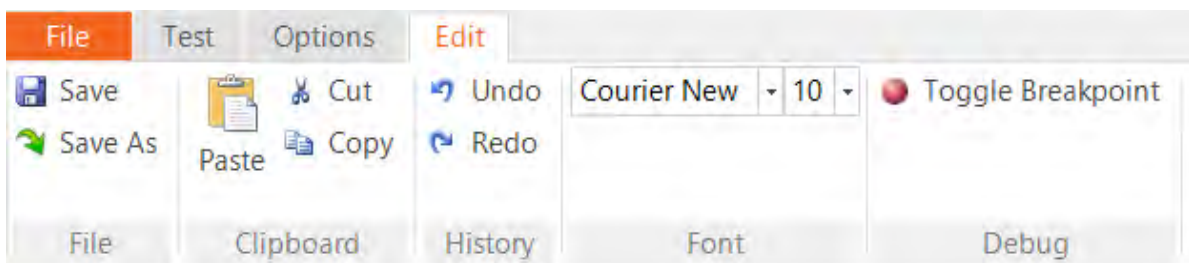 File Test Options Edit
Save Cut Undo Courier New 10 Toggle Breakpoint
Save As Paste Copy Redo
File Clipboard History Font Debug